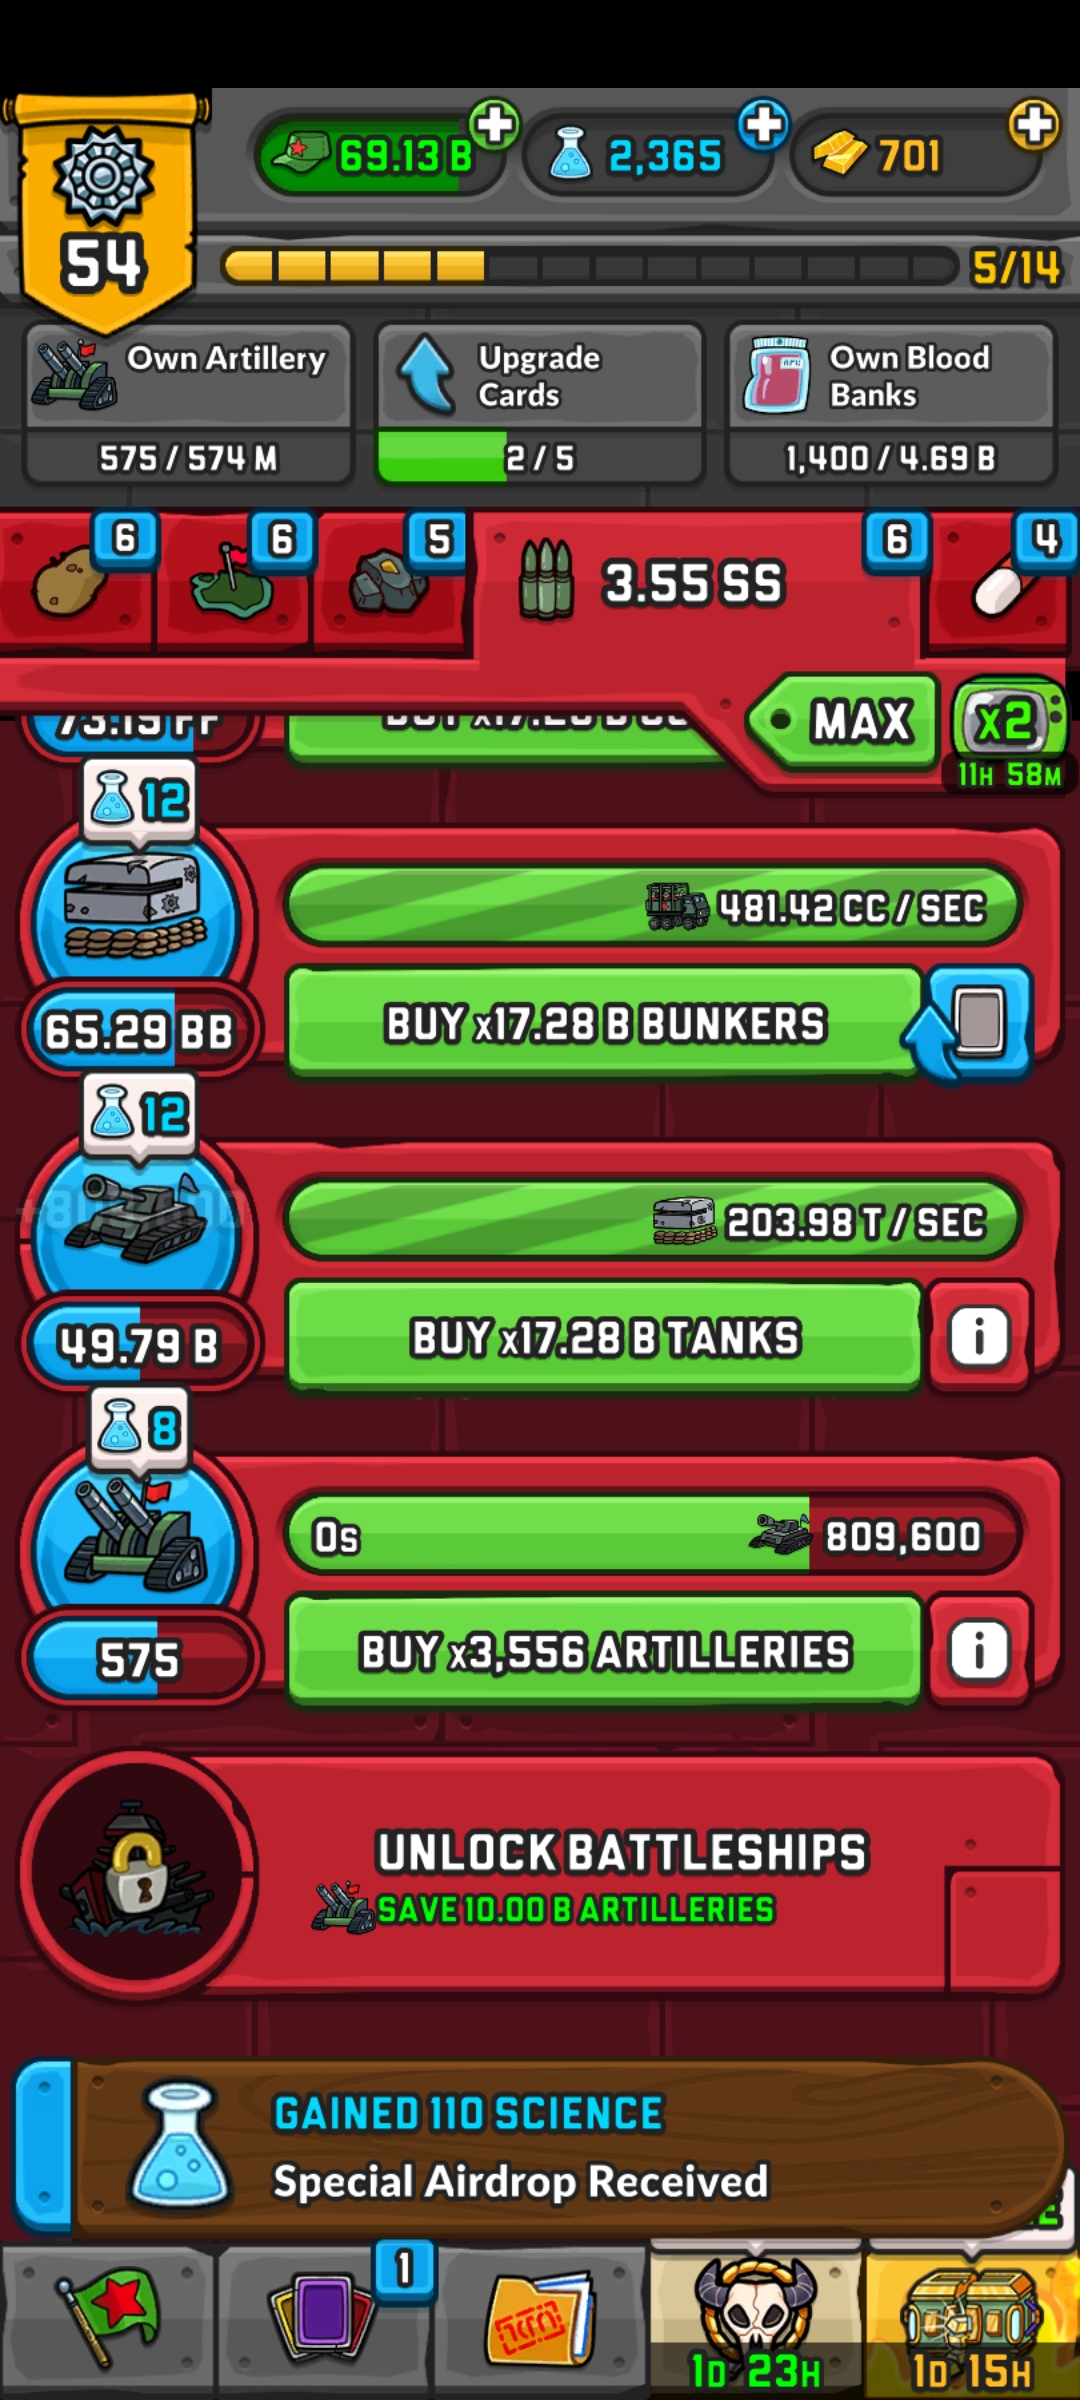 69.13 B
2,365
701
54
5/14
Own Artillery
575 / 574 M
Upgrade
Cards
2 / 5
Own Blood
Banks
1,400 / 4.69 B
6
6
5
3.55 SS
6
4
MAX
x2
11H 58M
73.15 FF
12
481.42 CC / SEC
BUY x17.28 B BUNKERS
65.29 BB
12
203.98 T / SEC
BUY x17.28 B TANKS
i
49.79 B
8
0s
809,600
BUY x3,556 ARTILLERIES
i
575
UNLOCK BATTLESHIPS
SAVE 10.00 B ARTILLERIES
GAINED 110 SCIENCE
Special Airdrop Received
1
1D 23H
1D 15H